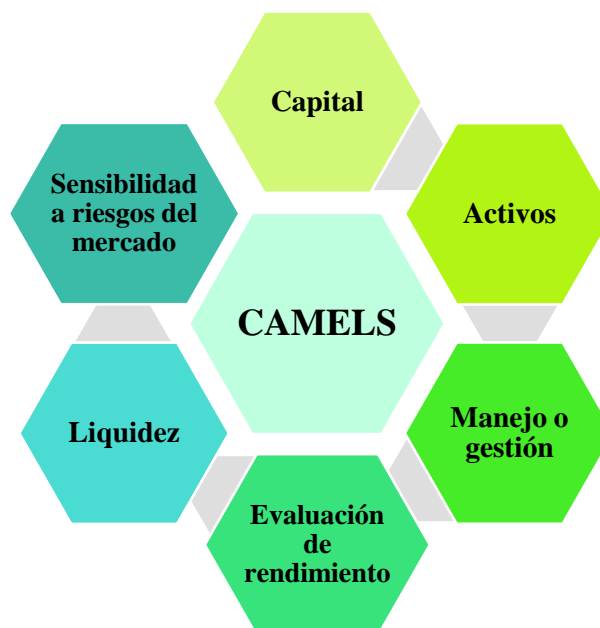 Capital
Activos
Manejo o
gestión
Evaluación
de
rendimiento
Liquidez
Sensibilidad
a riesgos del
mercado
CAMELS